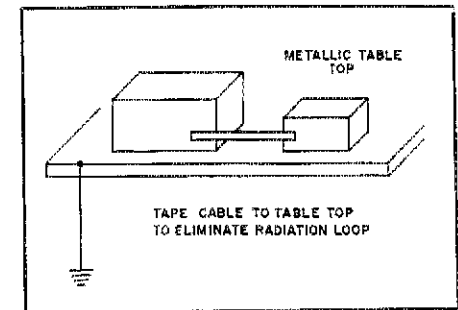 METALLIC TABLE
TOP
TAPE CABLE TO TABLE TOP
TO ELIMINATE RADIATION LOOP